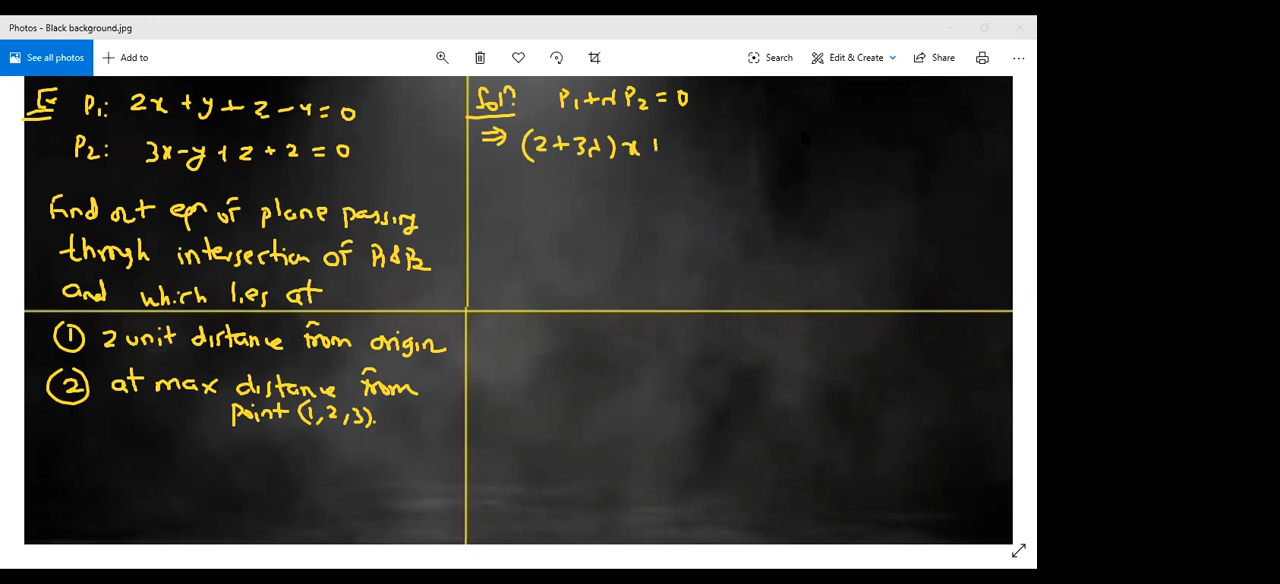 Photos - Black background.jpg
See all photos
Add to
Search
Edit & Create
Share
Ex P1: 2x + y + z - 4 = 0
P2: 3x - y + z + 2 = 0
Find out eqn of plane passing
through intersection of P1 & P2
and which lies at
① 2 unit distance from origin
② at max distance from
point (1, 2, 3).
Soln: P1 + λP2 = 0
⇒ (2 + 3λ) x +